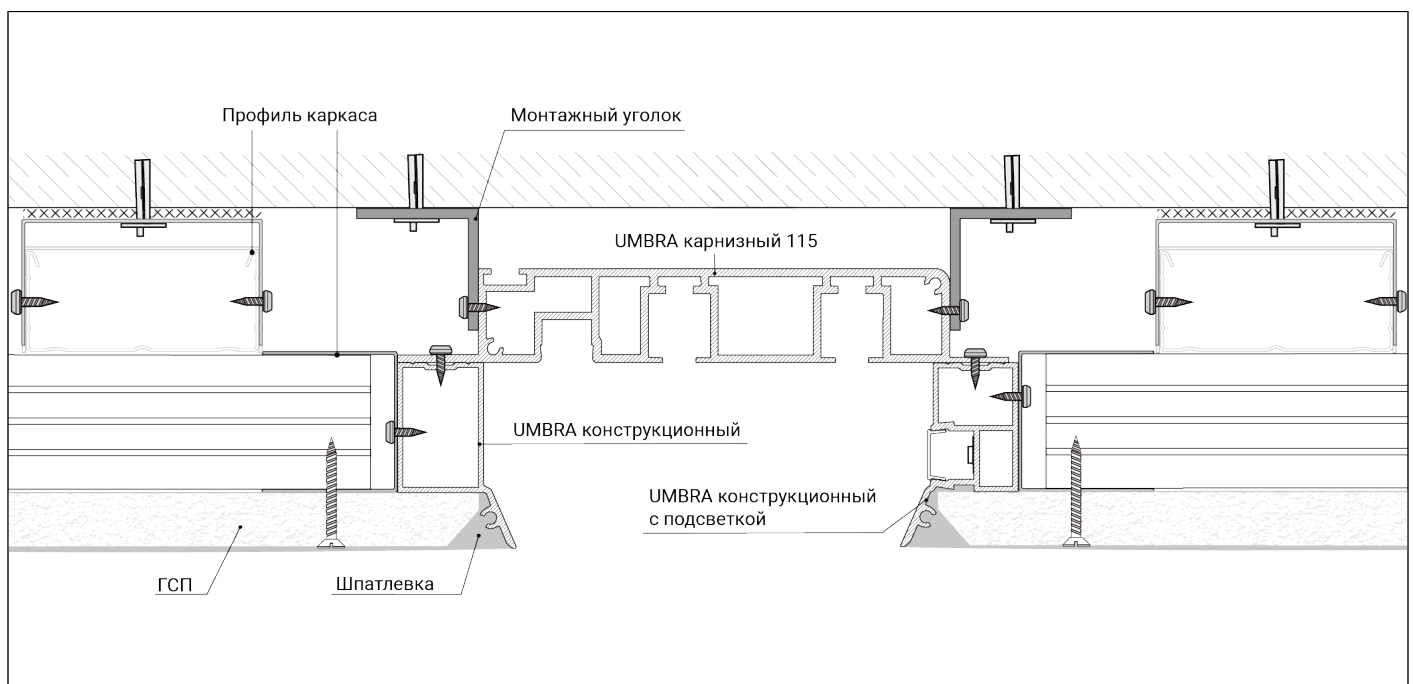 Профиль каркаса
Монтажный уголок
UMBRA карнизный 115
UMBRA конструкционный
UMBRA конструкционный
с подсветкой
ГСП
Шпатлевка